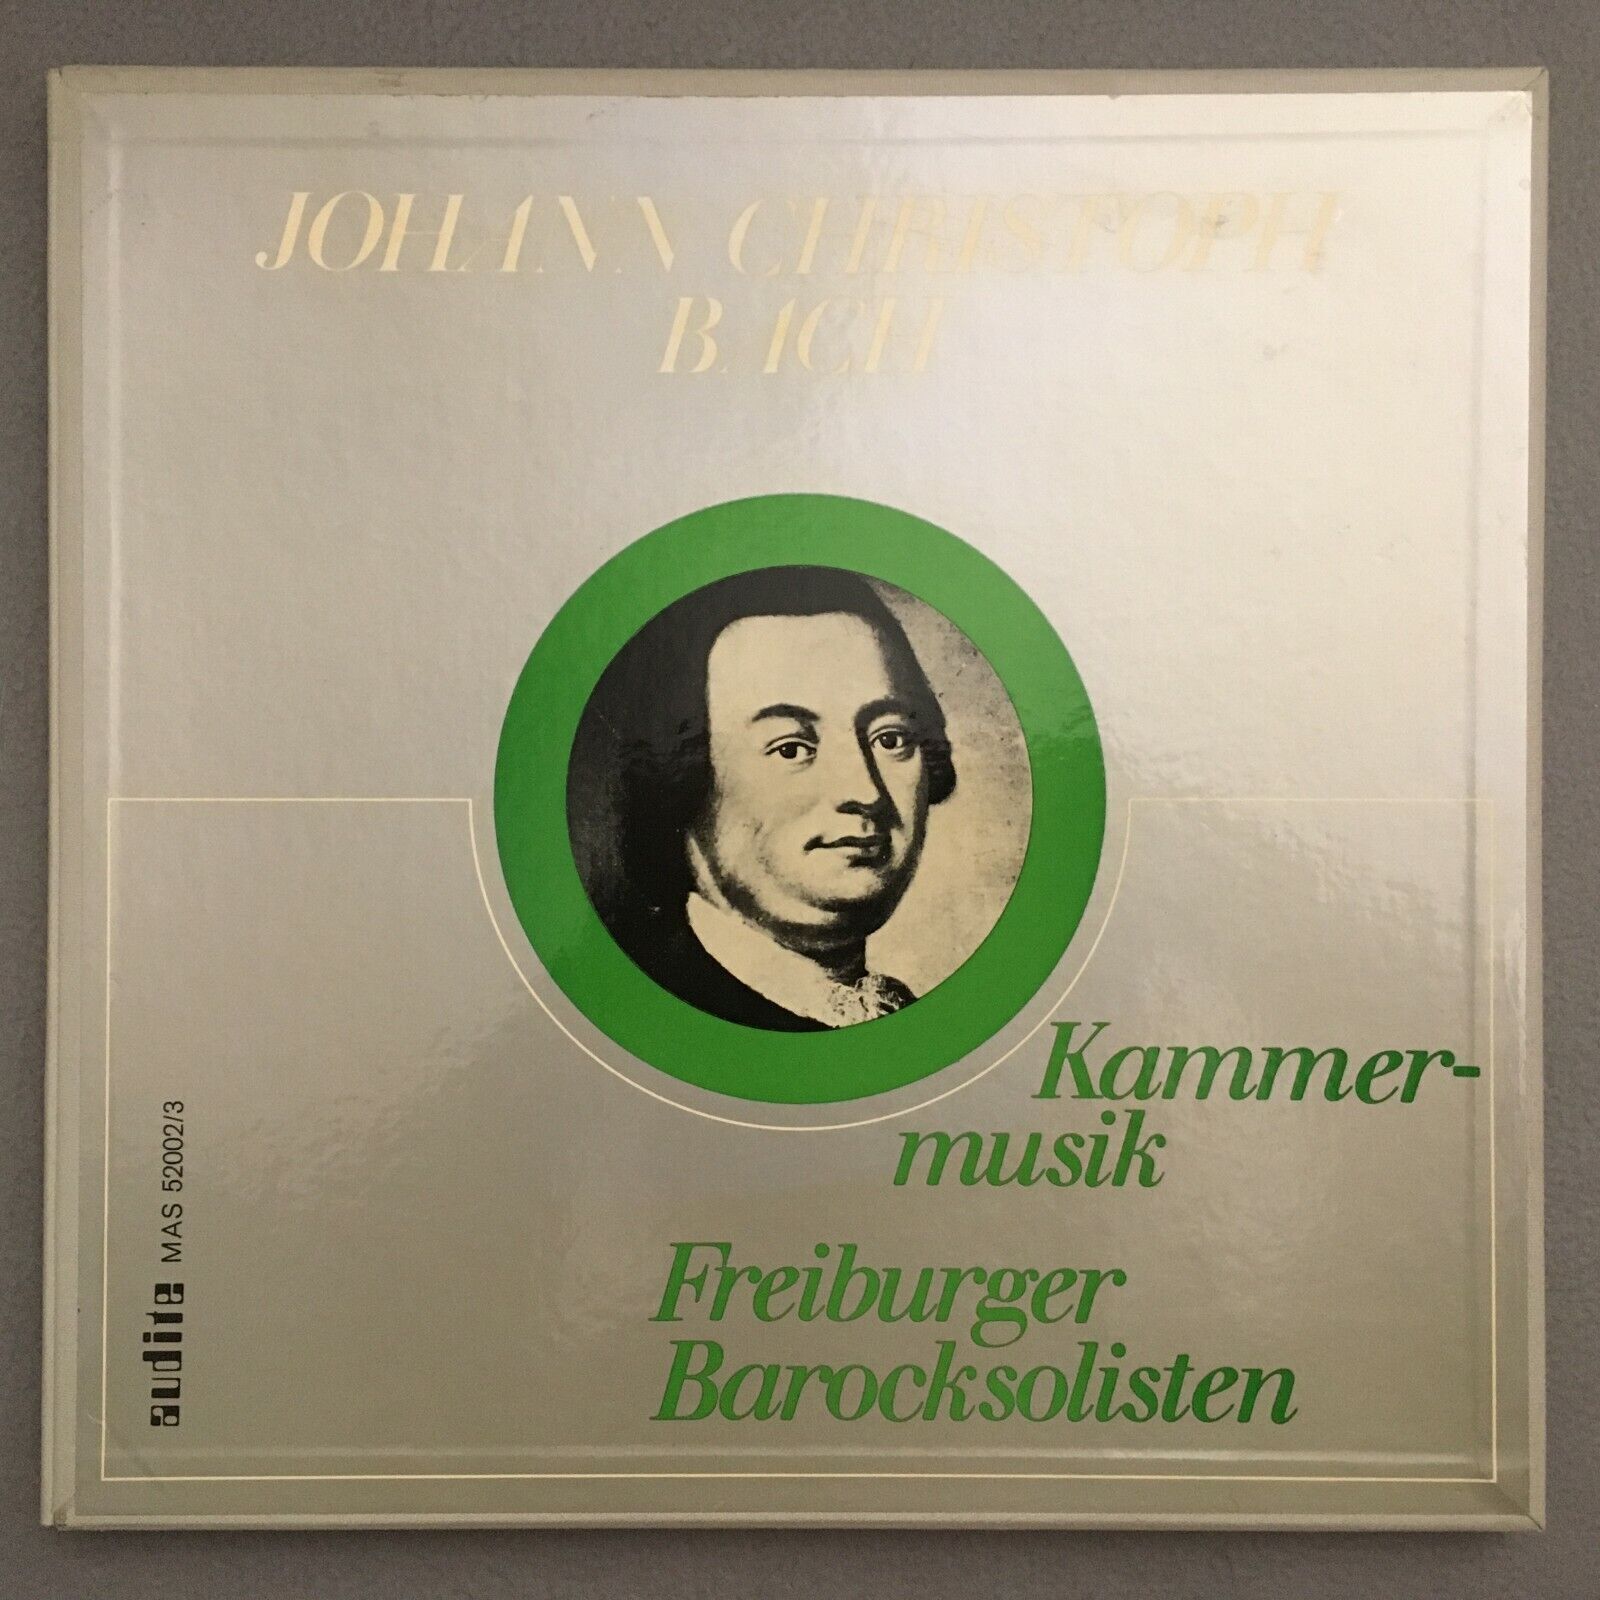 JOHANN CHRISTOPH
BACH
Kammer-
musik
Freiburger
Barocksolisten
audite MAS 52002/3